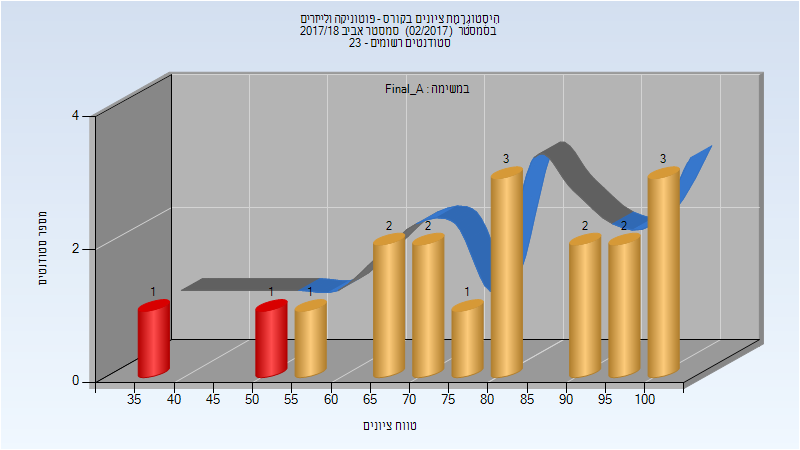 היסטוגרמת ציונים בקורס - פוטוניקה ולייזרים
בסמסטר (02/2017) סמסטר אביב 2017/18
סטודנטים רשומים - 23
במשימה : Final_A
מספר סטודנטים
4
2
0
1
1
1
2
2
1
3
2
2
3
35 40 45 50 55 60 65 70 75 80 85 90 95 100
טווח ציונים